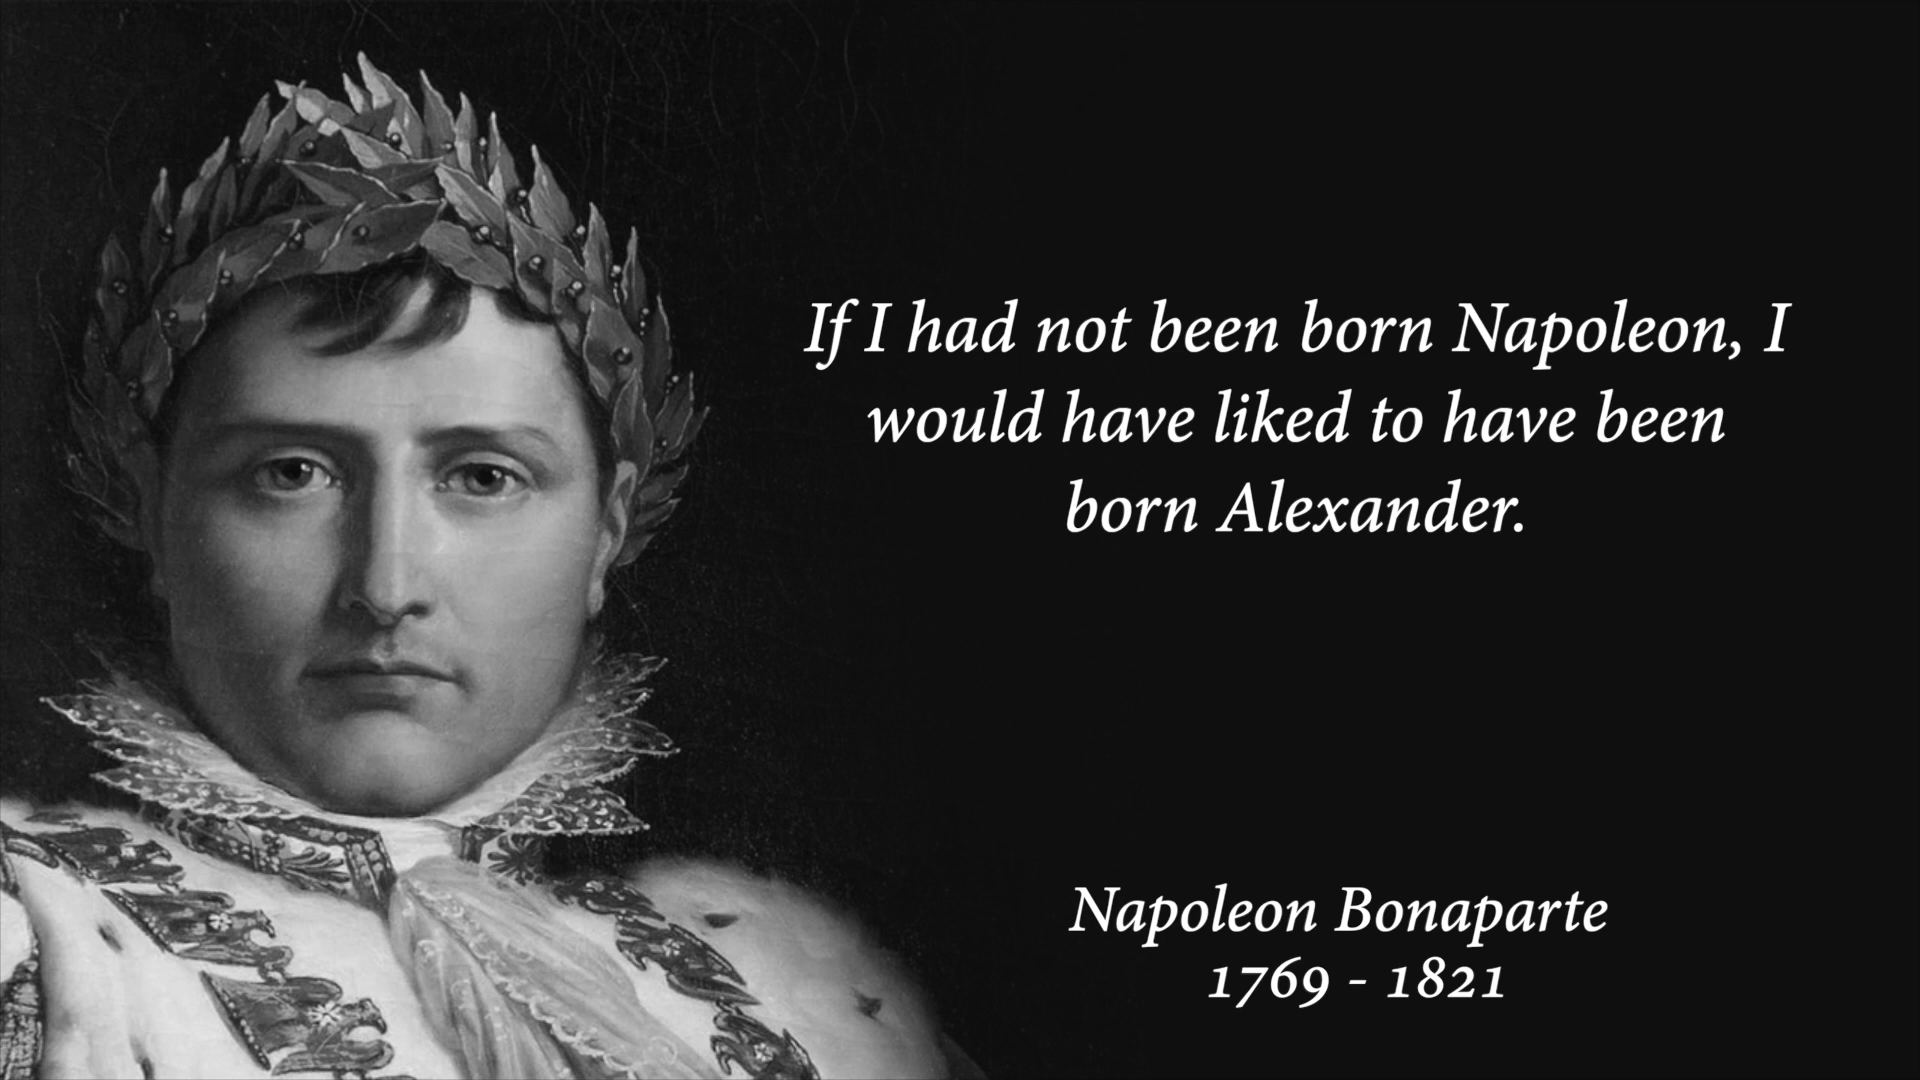 If I had not been born Napoleon, I
would have liked to have been
born Alexander.
Napoleon Bonaparte
1769 - 1821